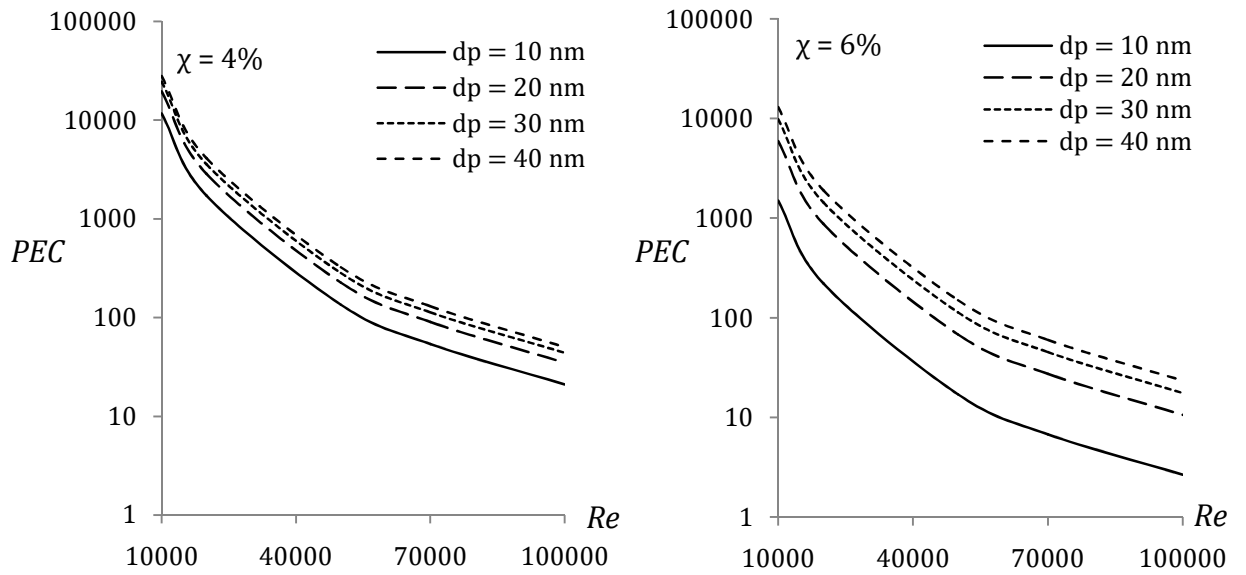 χ = 4%
dp = 10 nm
dp = 20 nm
dp = 30 nm
dp = 40 nm
100000
10000
1000
100
10
1
PEC
Re
10000
40000
70000
100000
χ = 6%
dp = 10 nm
dp = 20 nm
dp = 30 nm
dp = 40 nm
100000
10000
1000
100
10
1
PEC
Re
10000
40000
70000
100000